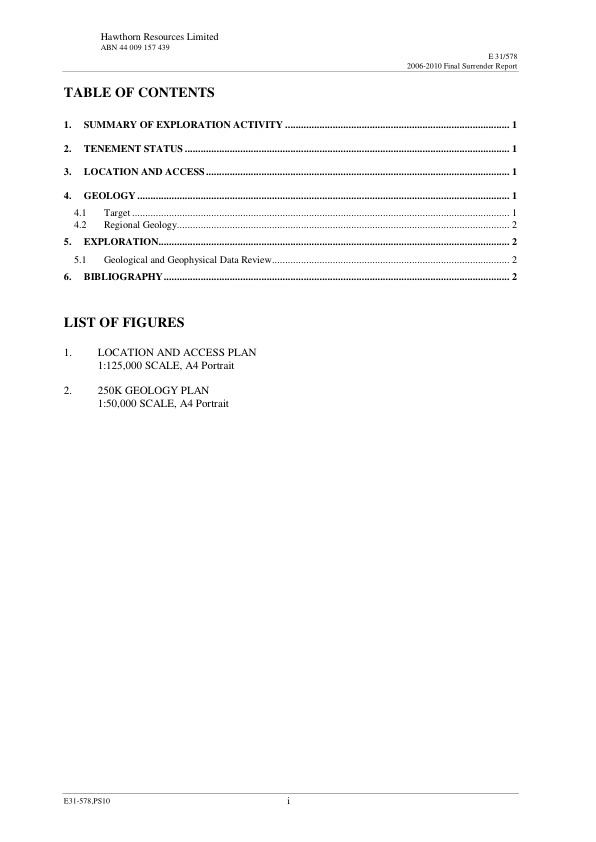 Hawthorn Resources Limited
ABN 44 009 157 439
E 31/578
2006-2010 Final Surrender Report
TABLE OF CONTENTS
1. SUMMARY OF EXPLORATION ACTIVITY ........................................ 1
2. TENEMENT STATUS ........................................ 1
3. LOCATION AND ACCESS ........................................ 1
4. GEOLOGY ........................................ 1
4.1 Target ........................................ 1
4.2 Regional Geology ........................................ 2
5. EXPLORATION ........................................ 2
5.1 Geological and Geophysical Data Review ........................................ 2
6. BIBLIOGRAPHY ........................................ 2
LIST OF FIGURES
1. LOCATION AND ACCESS PLAN
1:125,000 SCALE, A4 Portrait
2. 250K GEOLOGY PLAN
1:50,000 SCALE, A4 Portrait
E31-578,PS10 i